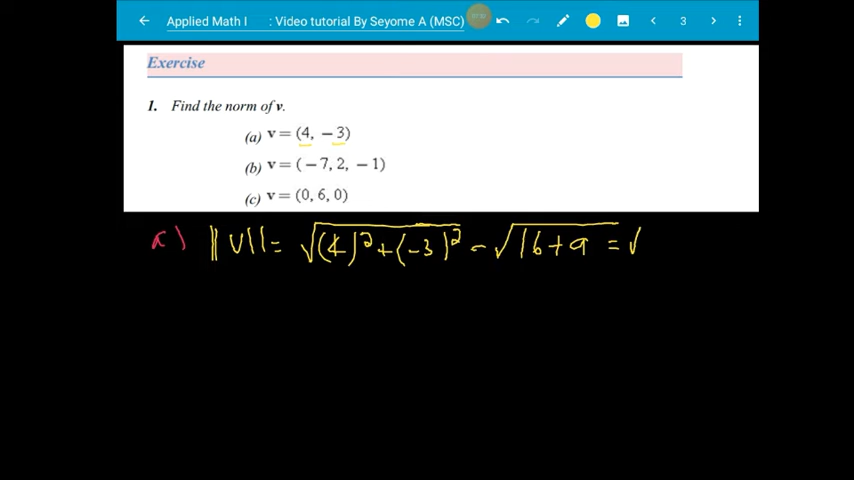 Applied Math I : Video tutorial By Seyome A (MSC) 3
Exercise
1. Find the norm of v.
(a) v = (4, −3)
(b) v = (−7, 2, −1)
(c) v = (0, 6, 0)
a) ||v|| = √(4)²+(-3)² = √16+9 = √